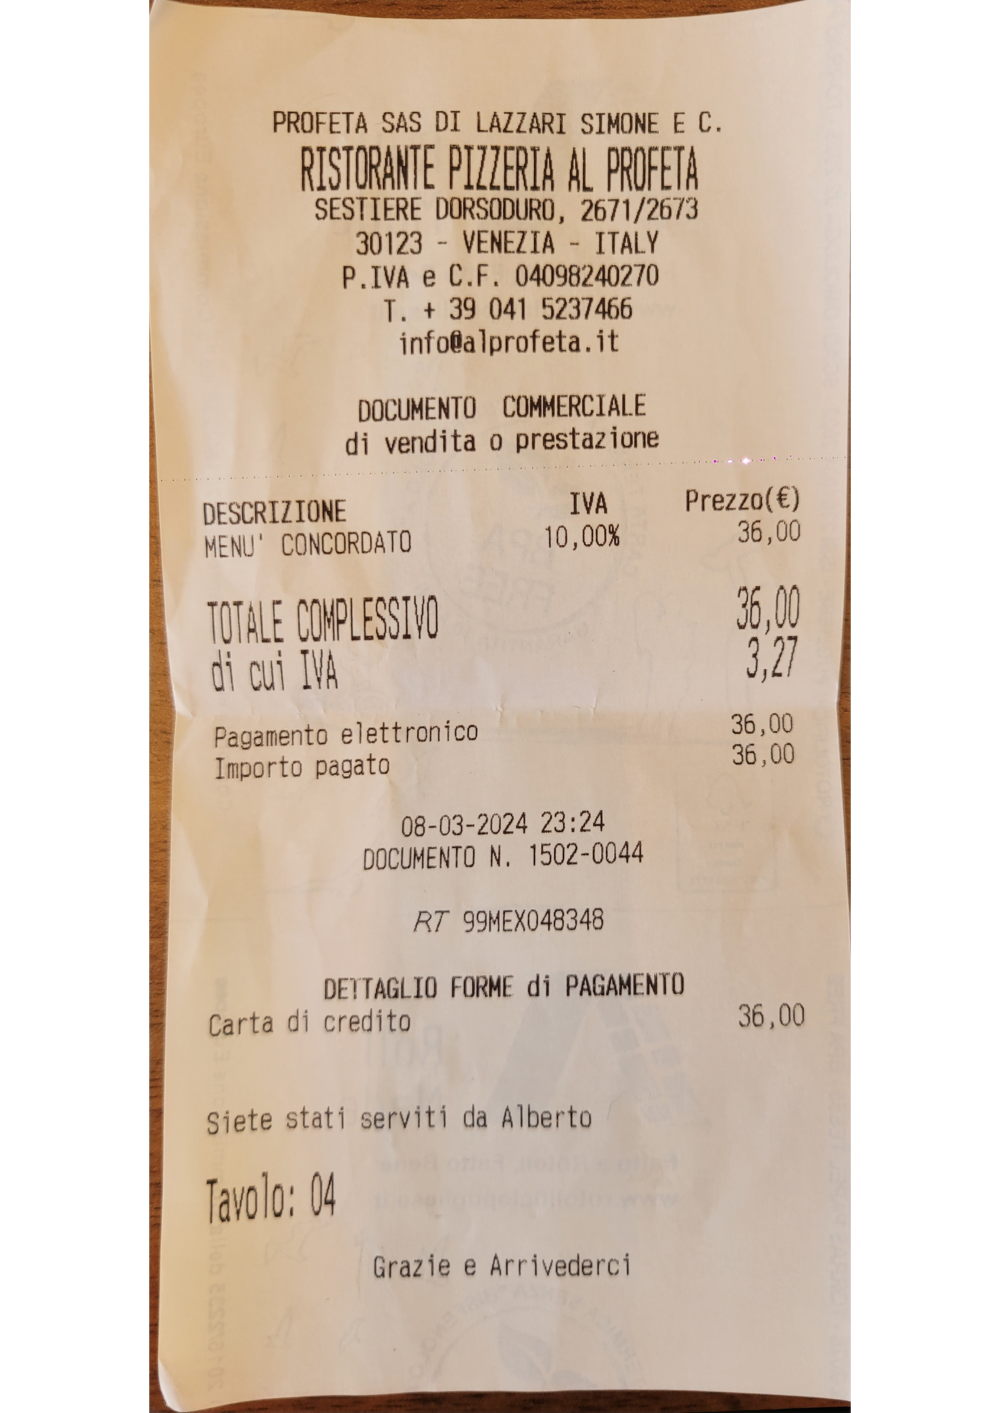 PROFETA SAS DI LAZZARI SIMONE E C.
RISTORANTE PIZZERIA AL PROFETA
SESTIERE DORSODURO, 2671/2673
30123 - VENEZIA - ITALY
P.IVA e C.F. 04098240270
T. + 39 041 5237466
info@alprofeta.it
DOCUMENTO COMMERCIALE
di vendita o prestazione
DESCRIZIONE IVA Prezzo(€)
MENU' CONCORDATO 10,00% 36,00
TOTALE COMPLESSIVO 36,00
di cui IVA 3,27
Pagamento elettronico 36,00
Importo pagato 36,00
08-03-2024 23:24
DOCUMENTO N. 1502-0044
RT 99MEX048348
DETTAGLIO FORME di PAGAMENTO
Carta di credito 36,00
Siete stati serviti da Alberto
Tavolo: 04
Grazie e Arrivederci